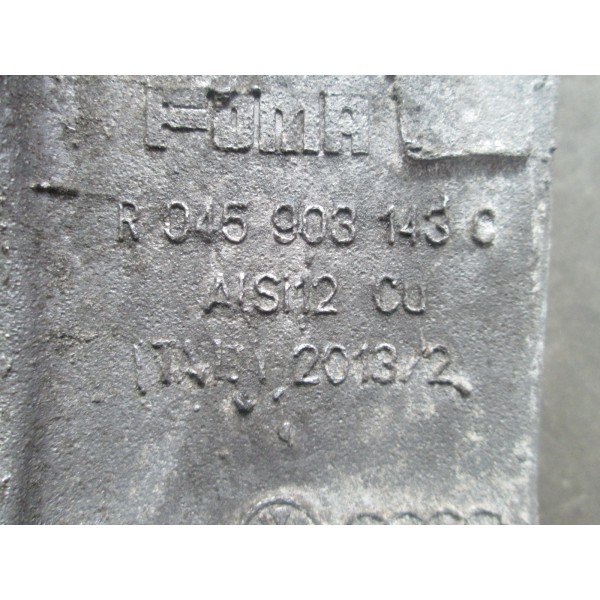 FOMA
R 045 903 143 C
AlSi12 Cu
ITALY 2013/2